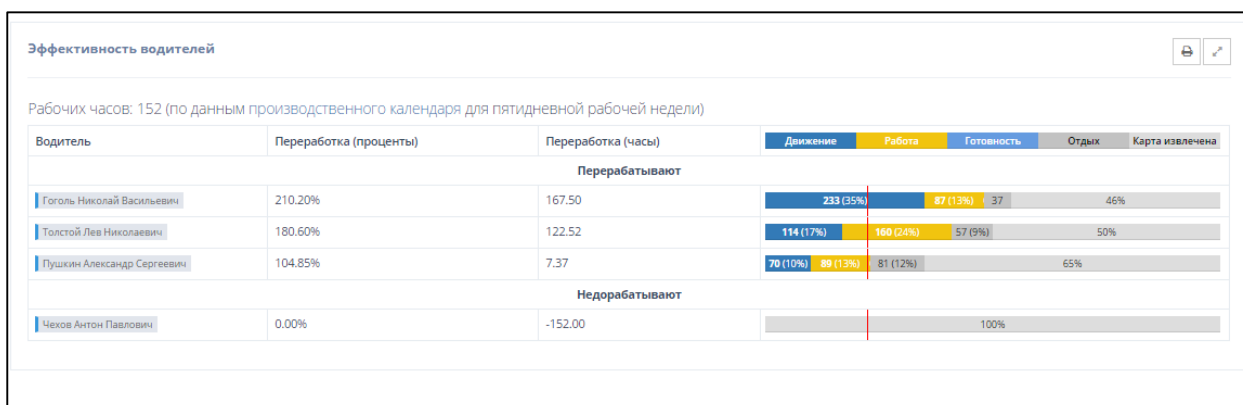 Эффективность водителей
Рабочих часов: 152 (по данным производственного календаря для пятидневной рабочей недели)
Водитель Переработка (проценты) Переработка (часы) Движение Работа Готовность Отдых Карта извлечена
Перерабатывают
Гоголь Николай Васильевич 210.20% 167.50 233 (35%) 87 (13%) 37 46%
Толстой Лев Николаевич 180.60% 122.52 114 (17%) 160 (24%) 57 (9%) 50%
Пушкин Александр Сергеевич 104.85% 7.37 70 (10%) 89 (13%) 81 (12%) 65%
Недорабатывают
Чехов Антон Павлович 0.00% -152.00 100%